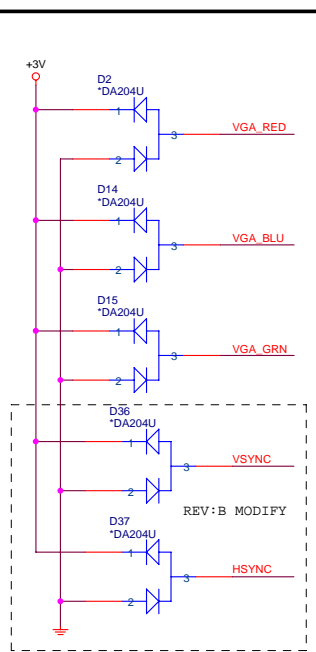 +3V
D2
*DA204U
1
3
VGA_RED
2
D14
*DA204U
1
3
VGA_BLU
2
D15
*DA204U
1
3
VGA_GRN
2
D36
*DA204U
1
3
VSYNC
2
REV:B MODIFY
D37
*DA204U
1
3
HSYNC
2